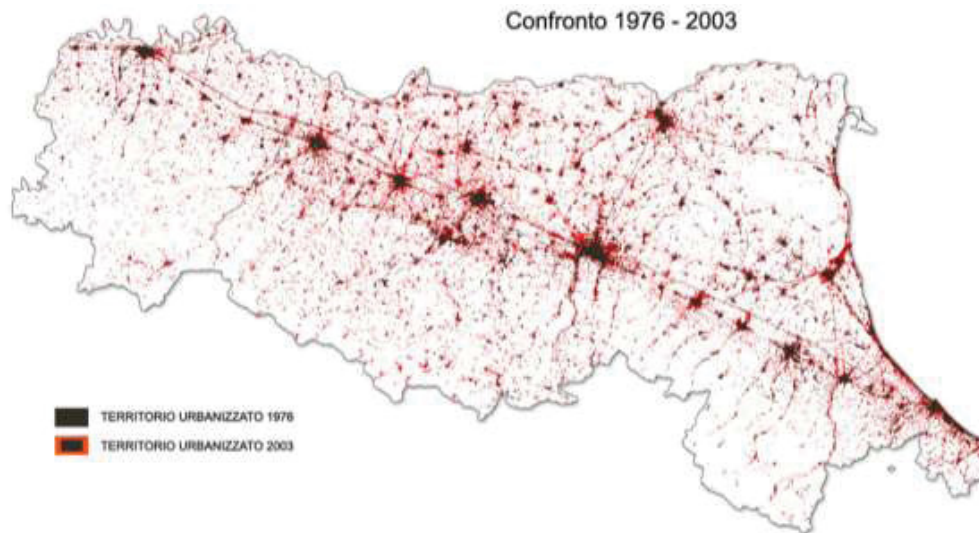 Confronto 1976 - 2003
TERRITORIO URBANIZZATO 1976
TERRITORIO URBANIZZATO 2003